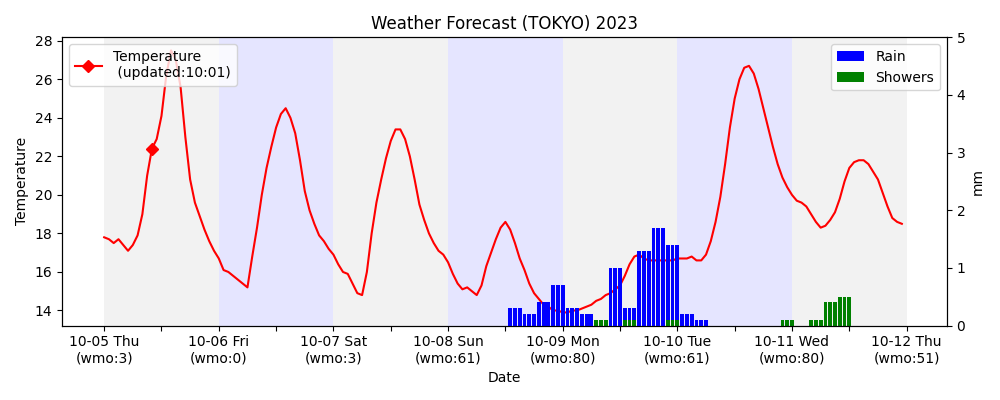 Weather Forecast (TOKYO) 2023
Temperature
(updated:10:01)
Rain
Showers
28
26
24
22
20
18
16
14
Temperature
5
4
3
2
1
0
mm
10-05 Thu
(wmo:3)
10-06 Fri
(wmo:0)
10-07 Sat
(wmo:3)
10-08 Sun
(wmo:61)
10-09 Mon
(wmo:80)
10-10 Tue
(wmo:61)
10-11 Wed
(wmo:80)
10-12 Thu
(wmo:51)
Date